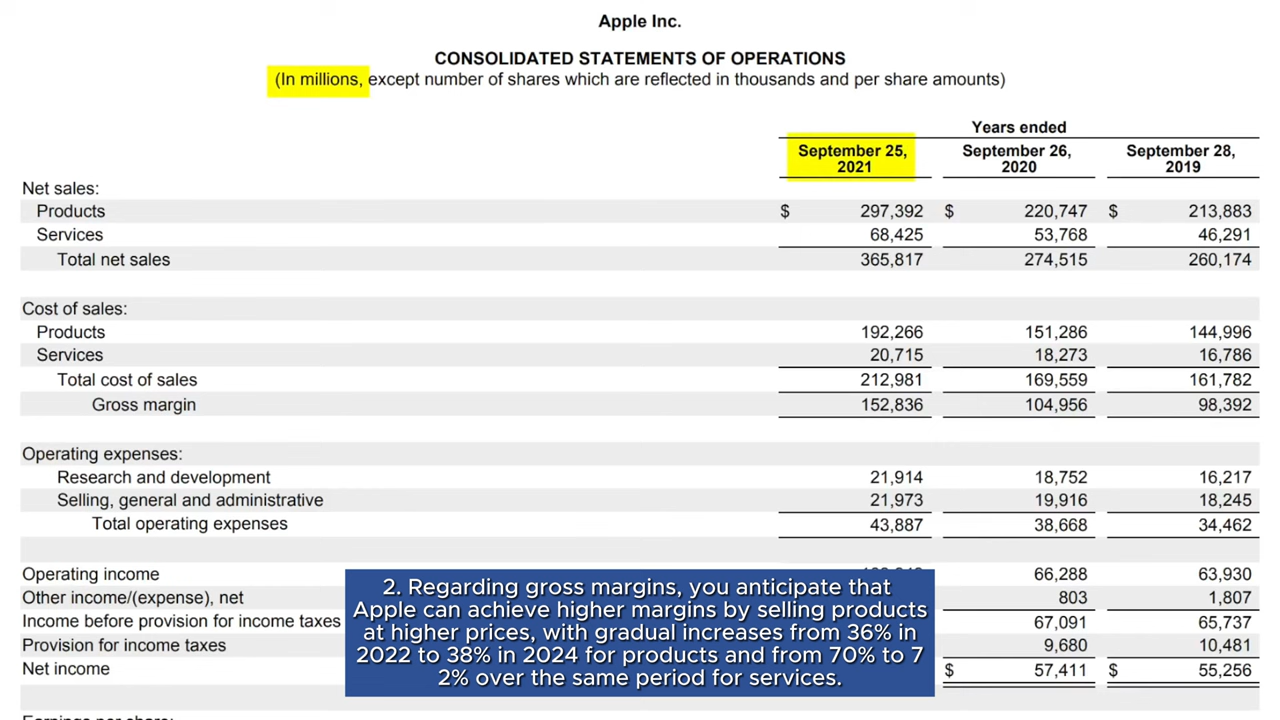 Apple Inc.
CONSOLIDATED STATEMENTS OF OPERATIONS
(In millions, except number of shares which are reflected in thousands and per share amounts)
Years ended
September 25, 2021 September 26, 2020 September 28, 2019
Net sales:
Products $ 297,392 $ 220,747 $ 213,883
Services 68,425 53,768 46,291
Total net sales 365,817 274,515 260,174
Cost of sales:
Products 192,266 151,286 144,996
Services 20,715 18,273 16,786
Total cost of sales 212,981 169,559 161,782
Gross margin 152,836 104,956 98,392
Operating expenses:
Research and development 21,914 18,752 16,217
Selling, general and administrative 21,973 19,916 18,245
Total operating expenses 43,887 38,668 34,462
Operating income 66,288 63,930
Other income/(expense), net 803 1,807
Income before provision for income taxes 67,091 65,737
Provision for income taxes 9,680 10,481
Net income $ 57,411 $ 55,256
2. Regarding gross margins, you anticipate that
Apple can achieve higher margins by selling products
at higher prices, with gradual increases from 36% in
2022 to 38% in 2024 for products and from 70% to 7
2% over the same period for services.